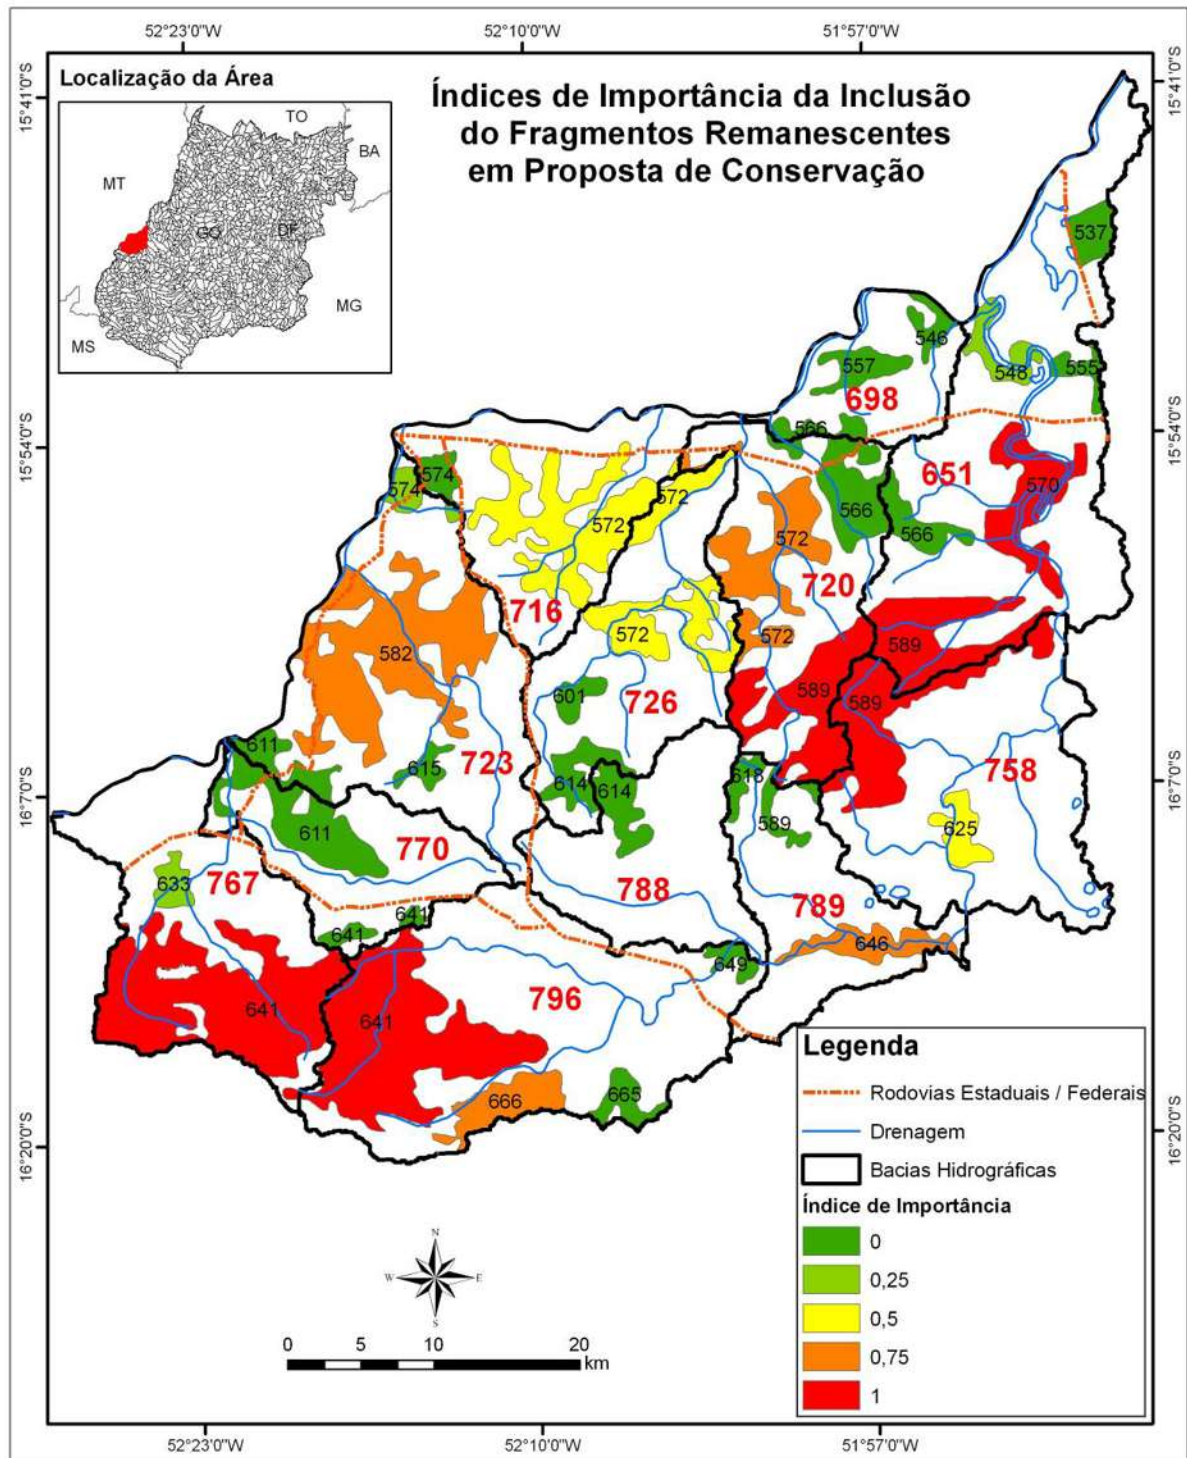 52°23'0"W
52°10'0"W
51°57'0"W
15°41'0"S
15°41'0"S
Localização da Área
TO
BA
MT
GO
DF
MG
MS
Índices de Importância da Inclusão
do Fragmentos Remanescentes
em Proposta de Conservação
537
546
557
548
555
698
566
15°54'0"S
15°54'0"S
574
574
572
572
651
570
566
566
572
720
716
572
572
582
589
601
726
589
589
611
615
723
614
614
618
758
16°7'0"S
16°7'0"S
611
589
625
770
633
767
788
789
641
641
646
649
796
641
641
666
665
Legenda
Rodovias Estaduais / Federais
Drenagem
Bacias Hidrográficas
Índice de Importância
0
0,25
0,5
0,75
1
16°20'0"S
16°20'0"S
N
W
E
S
0 5 10 20
km
52°23'0"W
52°10'0"W
51°57'0"W